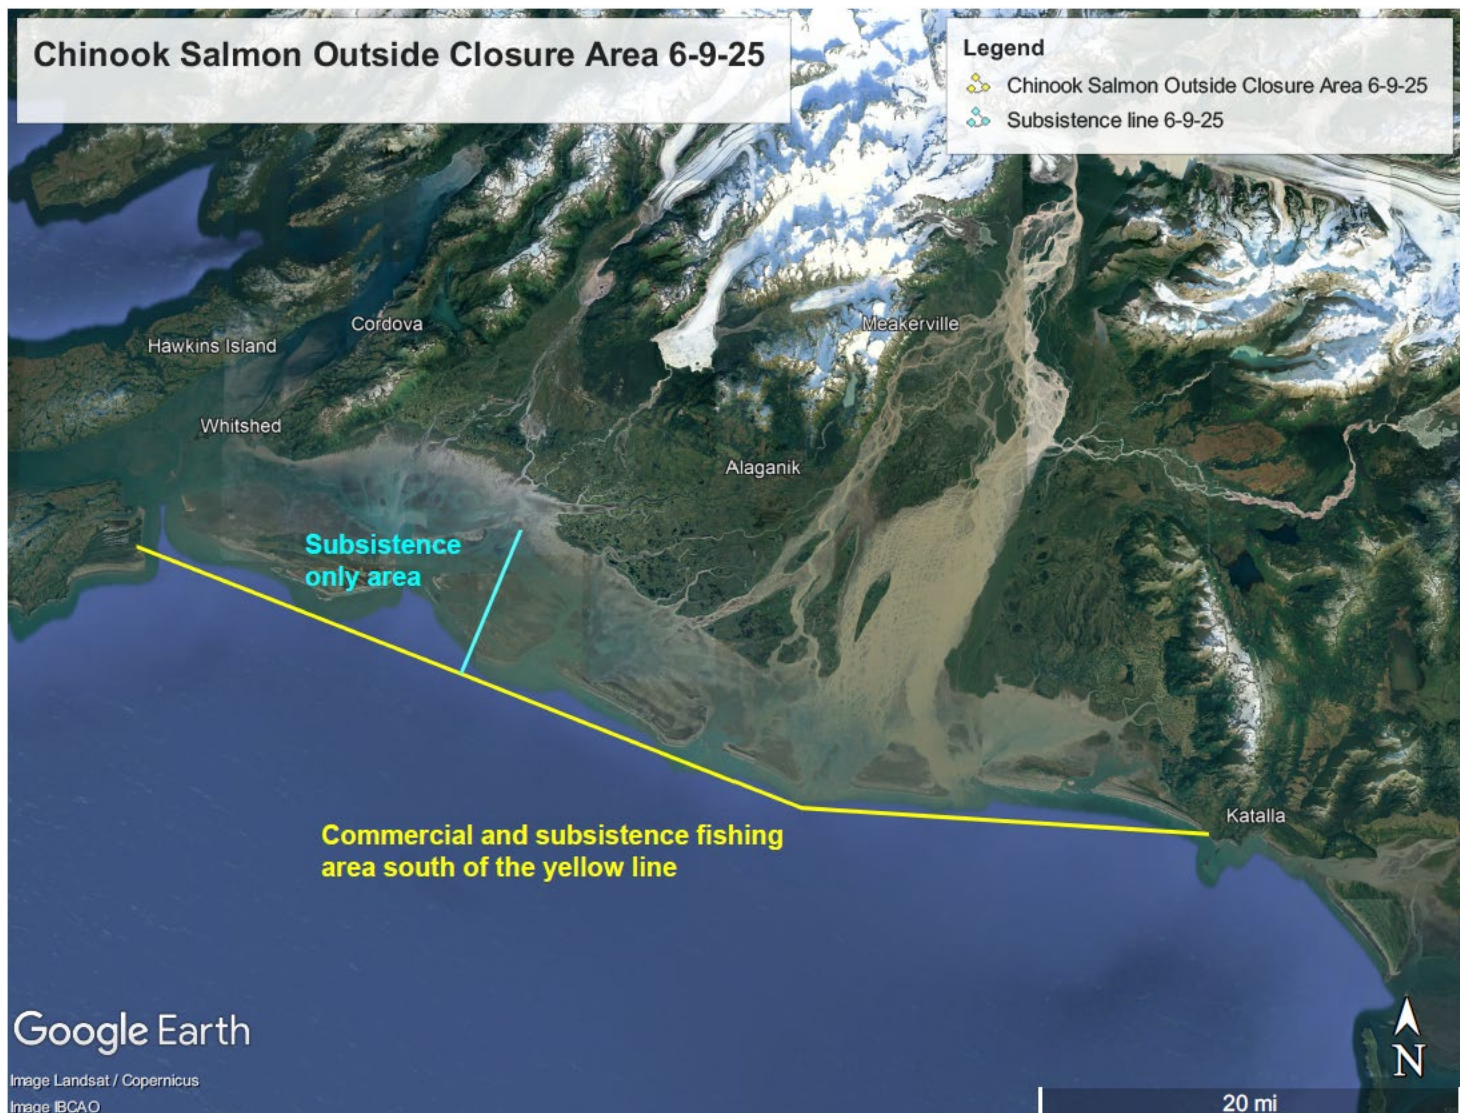 Chinook Salmon Outside Closure Area 6-9-25
Legend
Chinook Salmon Outside Closure Area 6-9-25
Subsistence line 6-9-25
Cordova
Meakerville
Hawkins Island
Whitshed
Alaganik
Subsistence
only area
Katalla
Commercial and subsistence fishing
area south of the yellow line
Google Earth
Image Landsat / Copernicus
Image IBCAO
N
20 mi